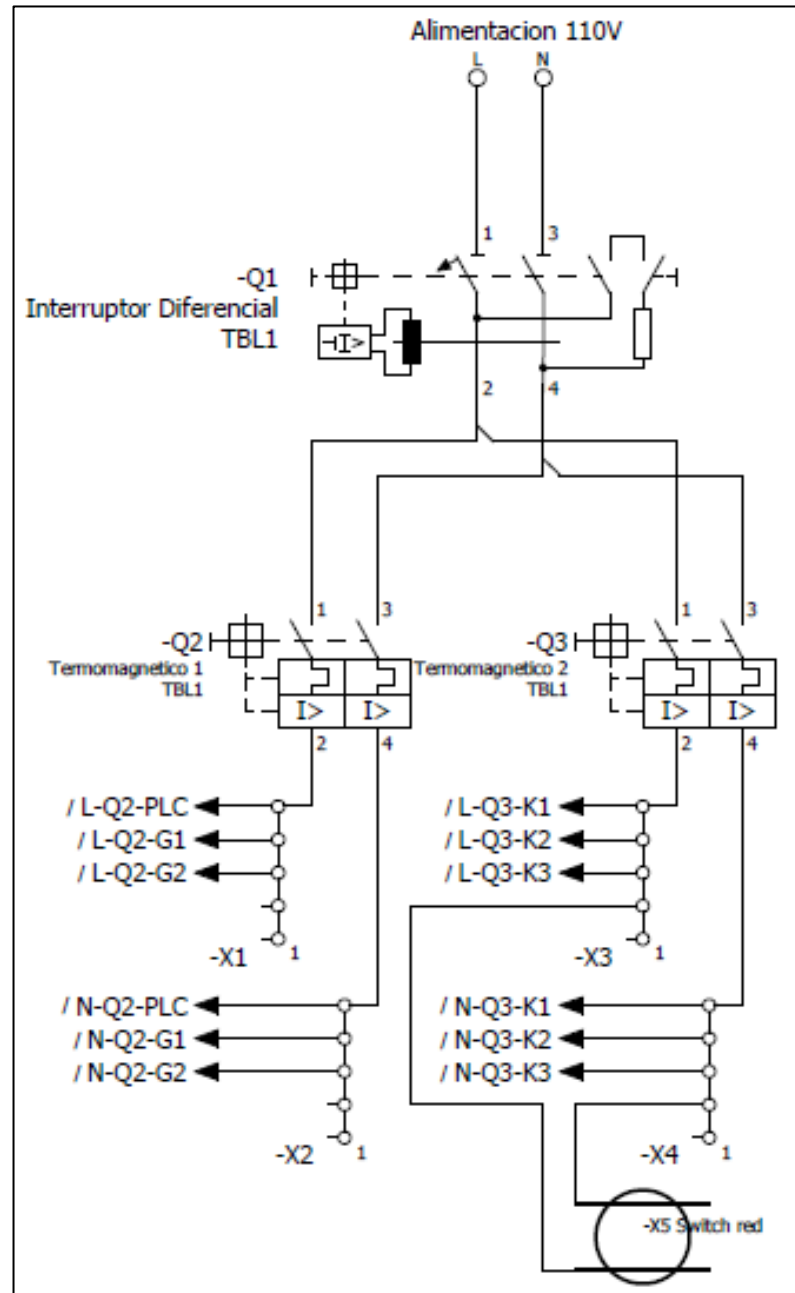 Alimentacion 110V
L N
1 3
-Q1
Interruptor Diferencial
TBL1
I>
2 4
1 3 1 3
-Q2 -Q3
Termomagnetico 1 Termomagnetico 2
TBL1 TBL1
I> I> I> I>
2 4 2 4
/ L-Q2-PLC / L-Q3-K1
/ L-Q2-G1 / L-Q3-K2
/ L-Q2-G2 / L-Q3-K3
-X1 1 -X3 1
/ N-Q2-PLC / N-Q3-K1
/ N-Q2-G1 / N-Q3-K2
/ N-Q2-G2 / N-Q3-K3
-X2 1 -X4 1
-X5 Switch red